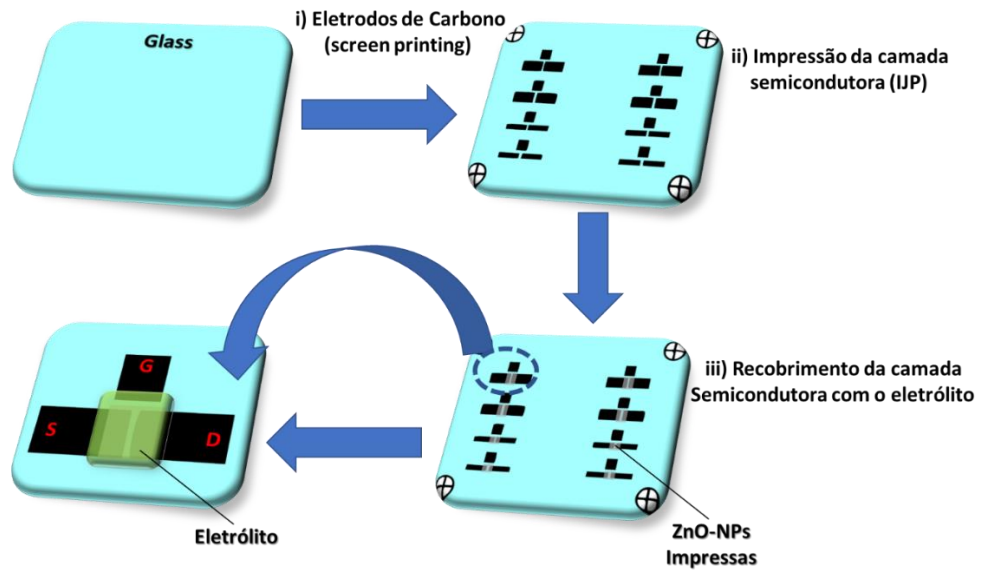 Glass
i) Eletrodos de Carbono
(screen printing)
ii) Impressão da camada
semicondutora (IJP)
iii) Recobrimento da camada
Semicondutora com o eletrólito
G
S
D
Eletrólito
ZnO-NPs
Impressas